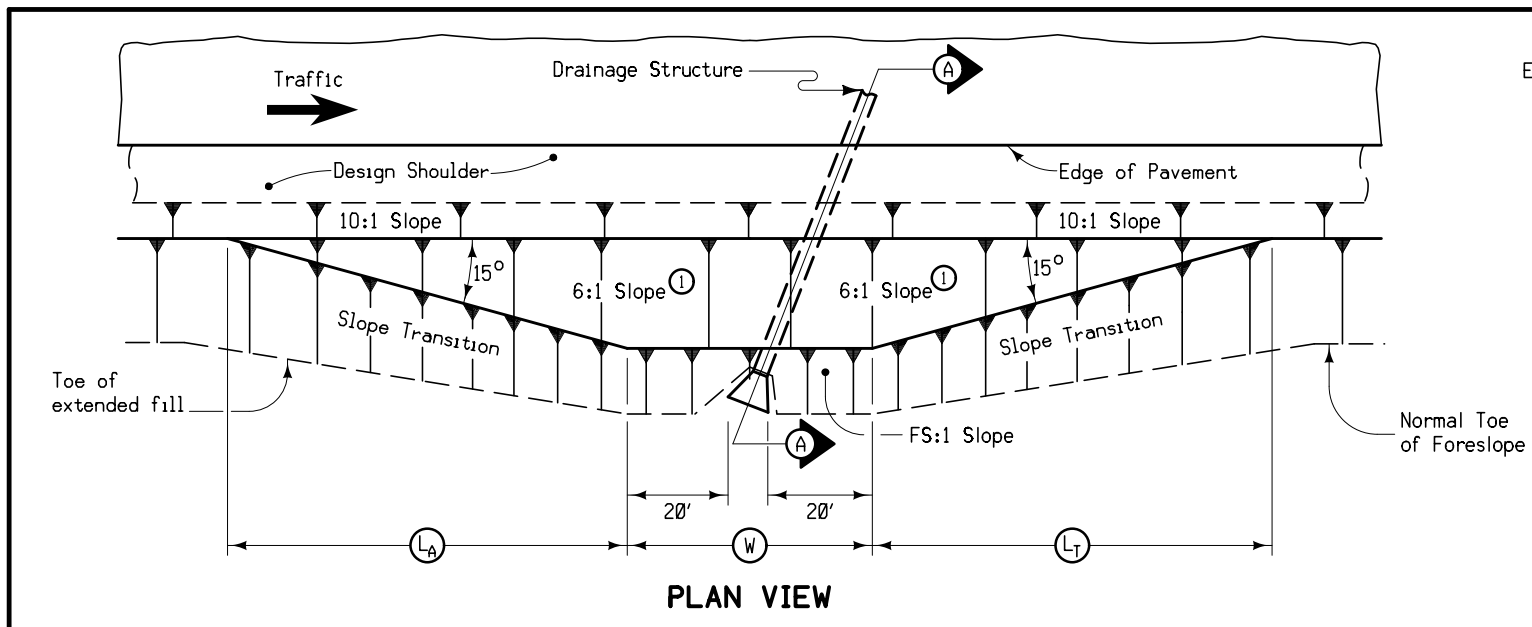 Traffic
Drainage Structure
A
E
Design Shoulder
Edge of Pavement
10:1 Slope
10:1 Slope
15°
6:1 Slope 1
6:1 Slope 1
15°
Slope Transition
Slope Transition
Toe of
extended fill
A
FS:1 Slope
Normal Toe
of Foreslope
20'
20'
LA
W
LT
PLAN VIEW